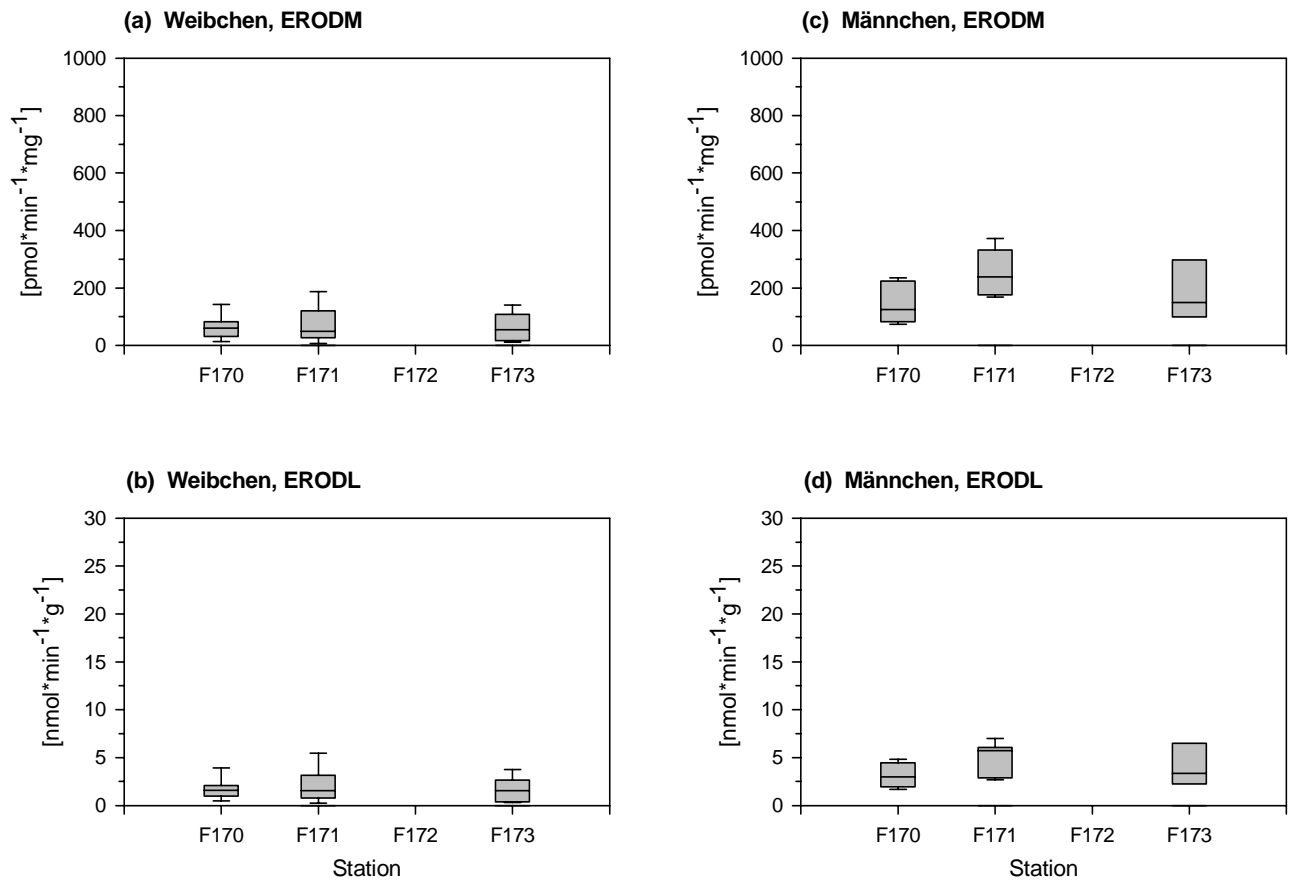 (a) Weibchen, ERODM
[pmol*min⁻¹*mg⁻¹]
1000
800
600
400
200
0
F170 F171 F172 F173
(c) Männchen, ERODM
[pmol*min⁻¹*mg⁻¹]
1000
800
600
400
200
0
F170 F171 F172 F173
(b) Weibchen, ERODL
[nmol*min⁻¹*g⁻¹]
30
25
20
15
10
5
0
F170 F171 F172 F173
Station
(d) Männchen, ERODL
[nmol*min⁻¹*g⁻¹]
30
25
20
15
10
5
0
F170 F171 F172 F173
Station